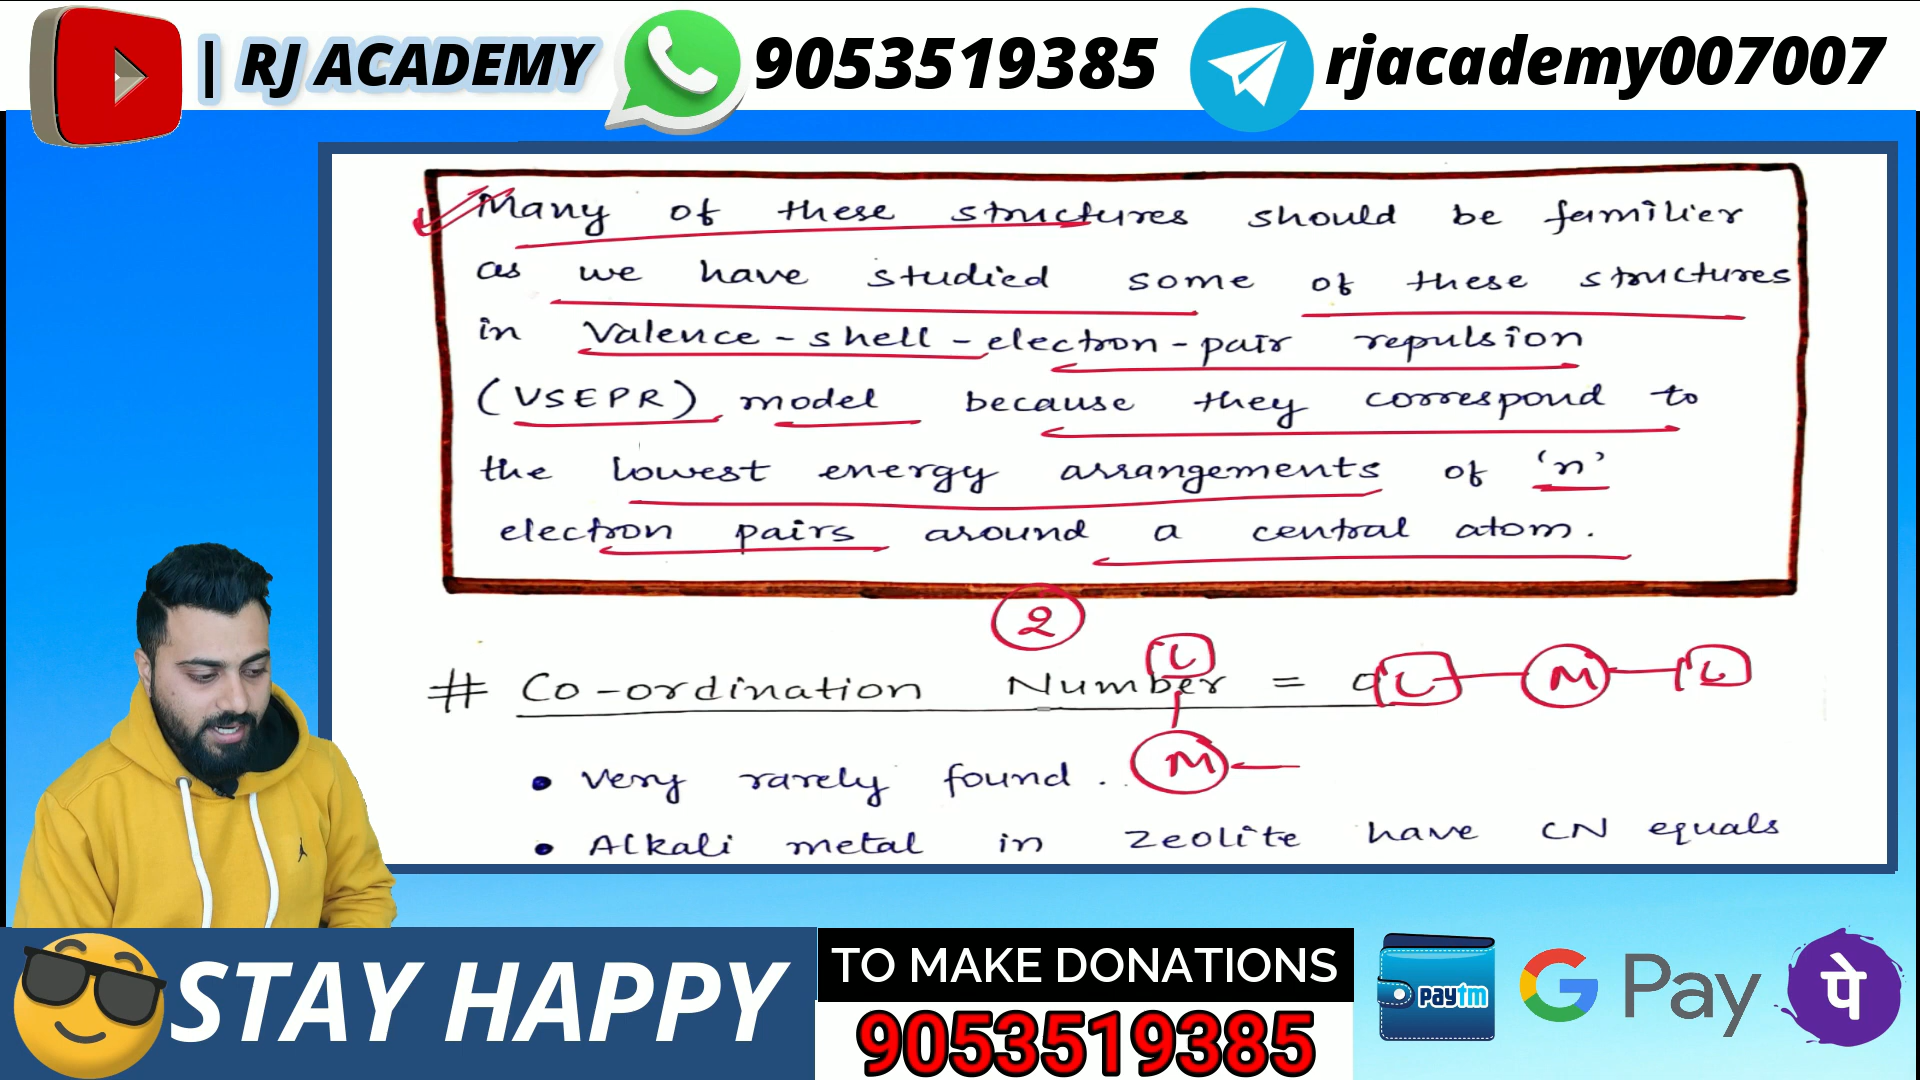 | RJ ACADEMY 9053519385 rjacademy007007
Many of these structures should be familier
as we have studied some of these structures
in Valence-shell-electron-pair repulsion
(VSEPR) model because they correspond to
the lowest energy arrangements of 'n'
electron pairs around a central atom.
2
L
# Co-ordination Number = L M L
M
• Very rarely found.
• Alkali metal in Zeolite have CN equals
STAY HAPPY
TO MAKE DONATIONS
9053519385
paytm
G Pay
पे